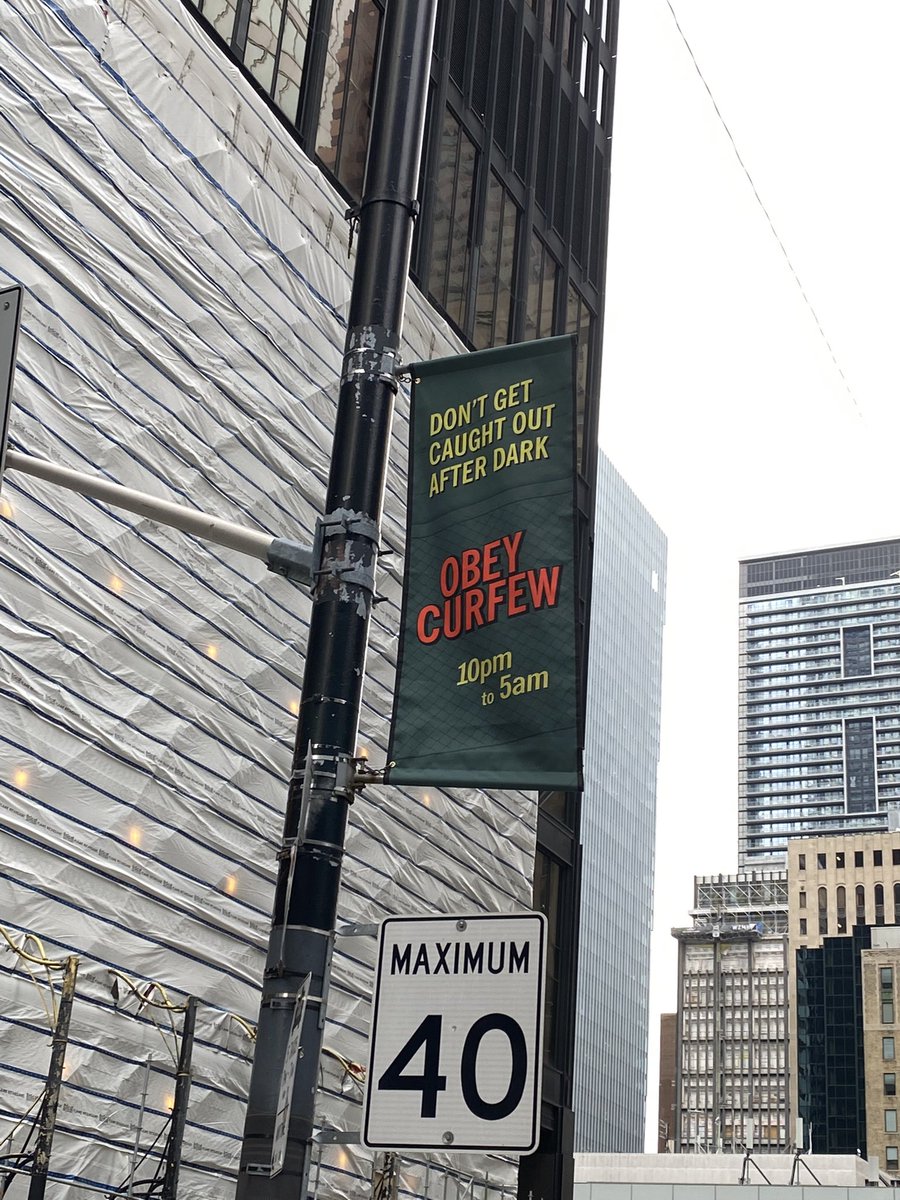 DON'T GET
CAUGHT OUT
AFTER DARK
OBEY
CURFEW
10pm
to 5am
MAXIMUM
40